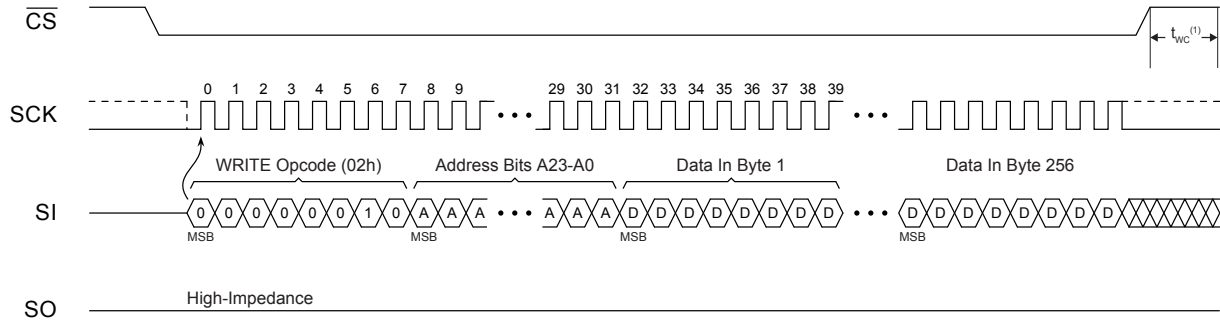 CS
tWC(1)
0 1 2 3 4 5 6 7 8 9 29 30 31 32 33 34 35 36 37 38 39
SCK
WRITE Opcode (02h) Address Bits A23-A0 Data In Byte 1 Data In Byte 256
SI 0 0 0 0 0 0 1 0 A A A A A A D D D D D D D D D D D D D D D D
MSB MSB MSB MSB
High-Impedance
SO